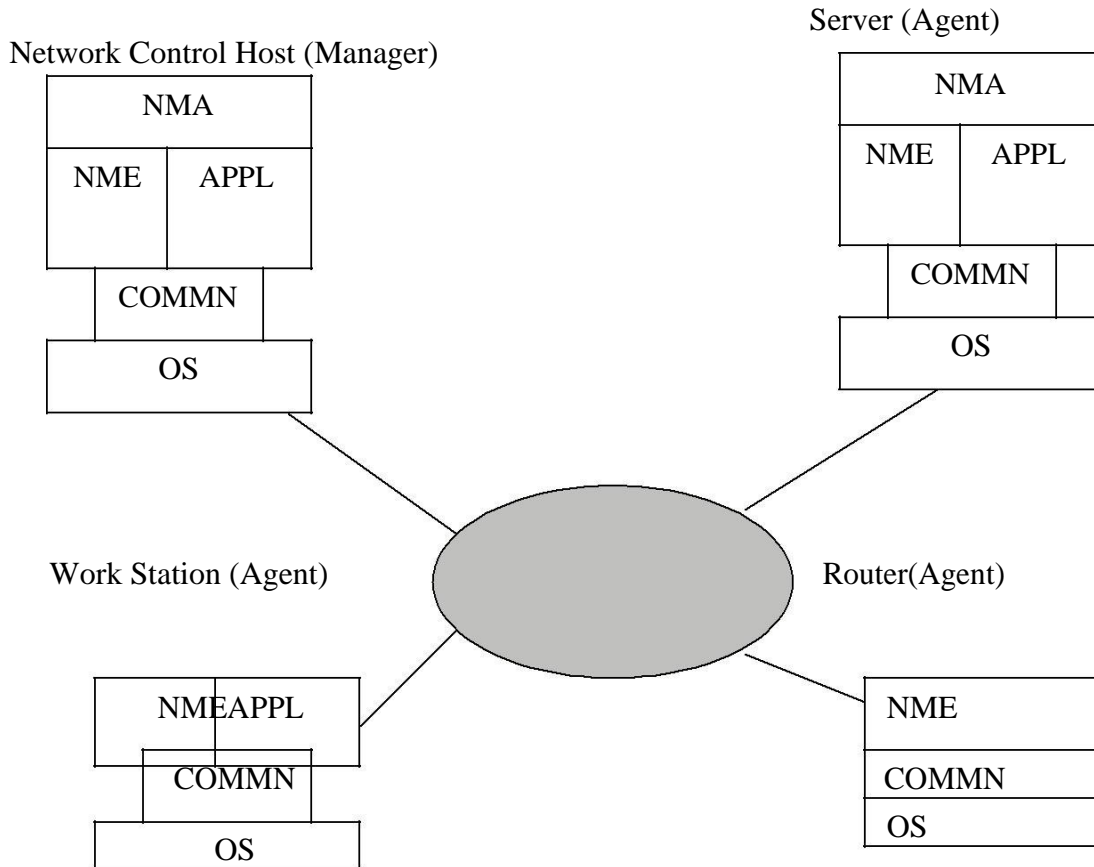 Server (Agent)
Network Control Host (Manager)
NMA
NME APPL
COMMN
OS
NMA
NME APPL
COMMN
OS
Work Station (Agent)
Router(Agent)
NMEAPPL
COMMN
OS
NME
COMMN
OS